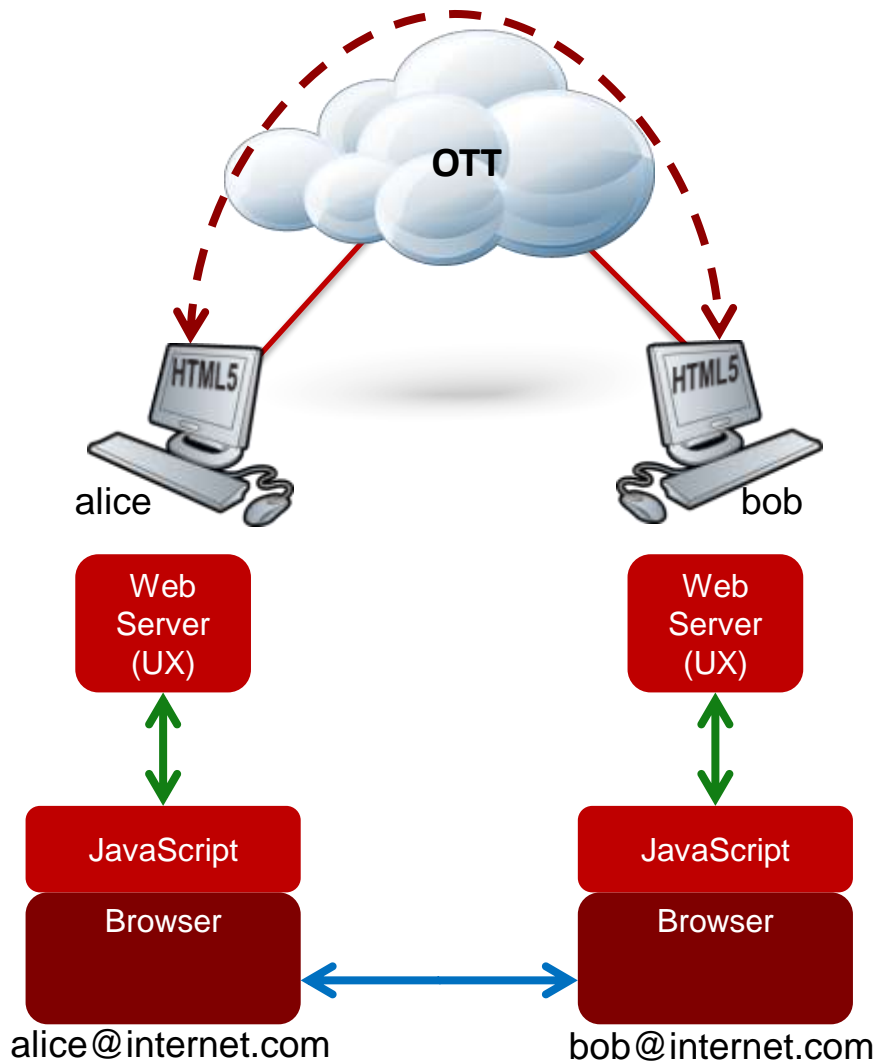 OTT
HTML5
HTML5
alice
bob
Web
Server
(UX)
Web
Server
(UX)
JavaScript
JavaScript
Browser
Browser
alice@internet.com
bob@internet.com